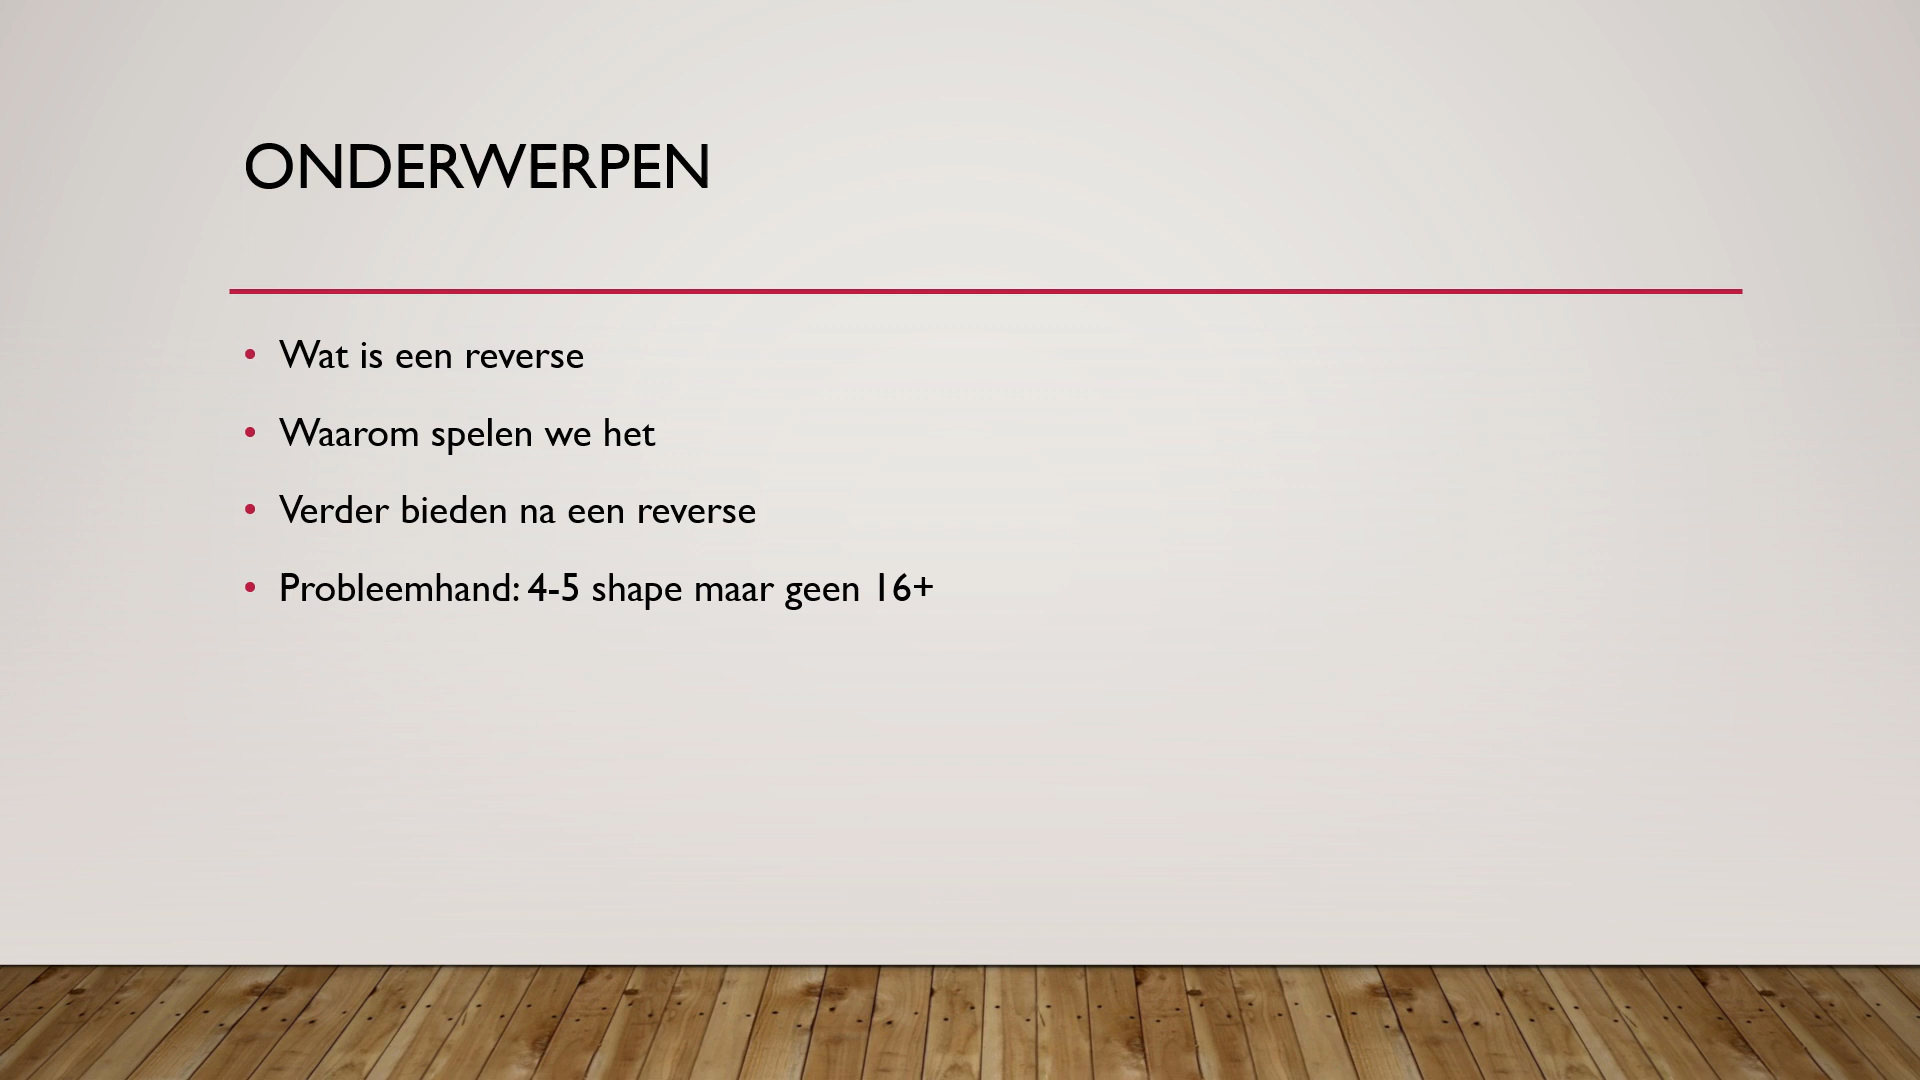 ONDERWERPEN
• Wat is een reverse
• Waarom spelen we het
• Verder bieden na een reverse
• Probleemhand: 4-5 shape maar geen 16+